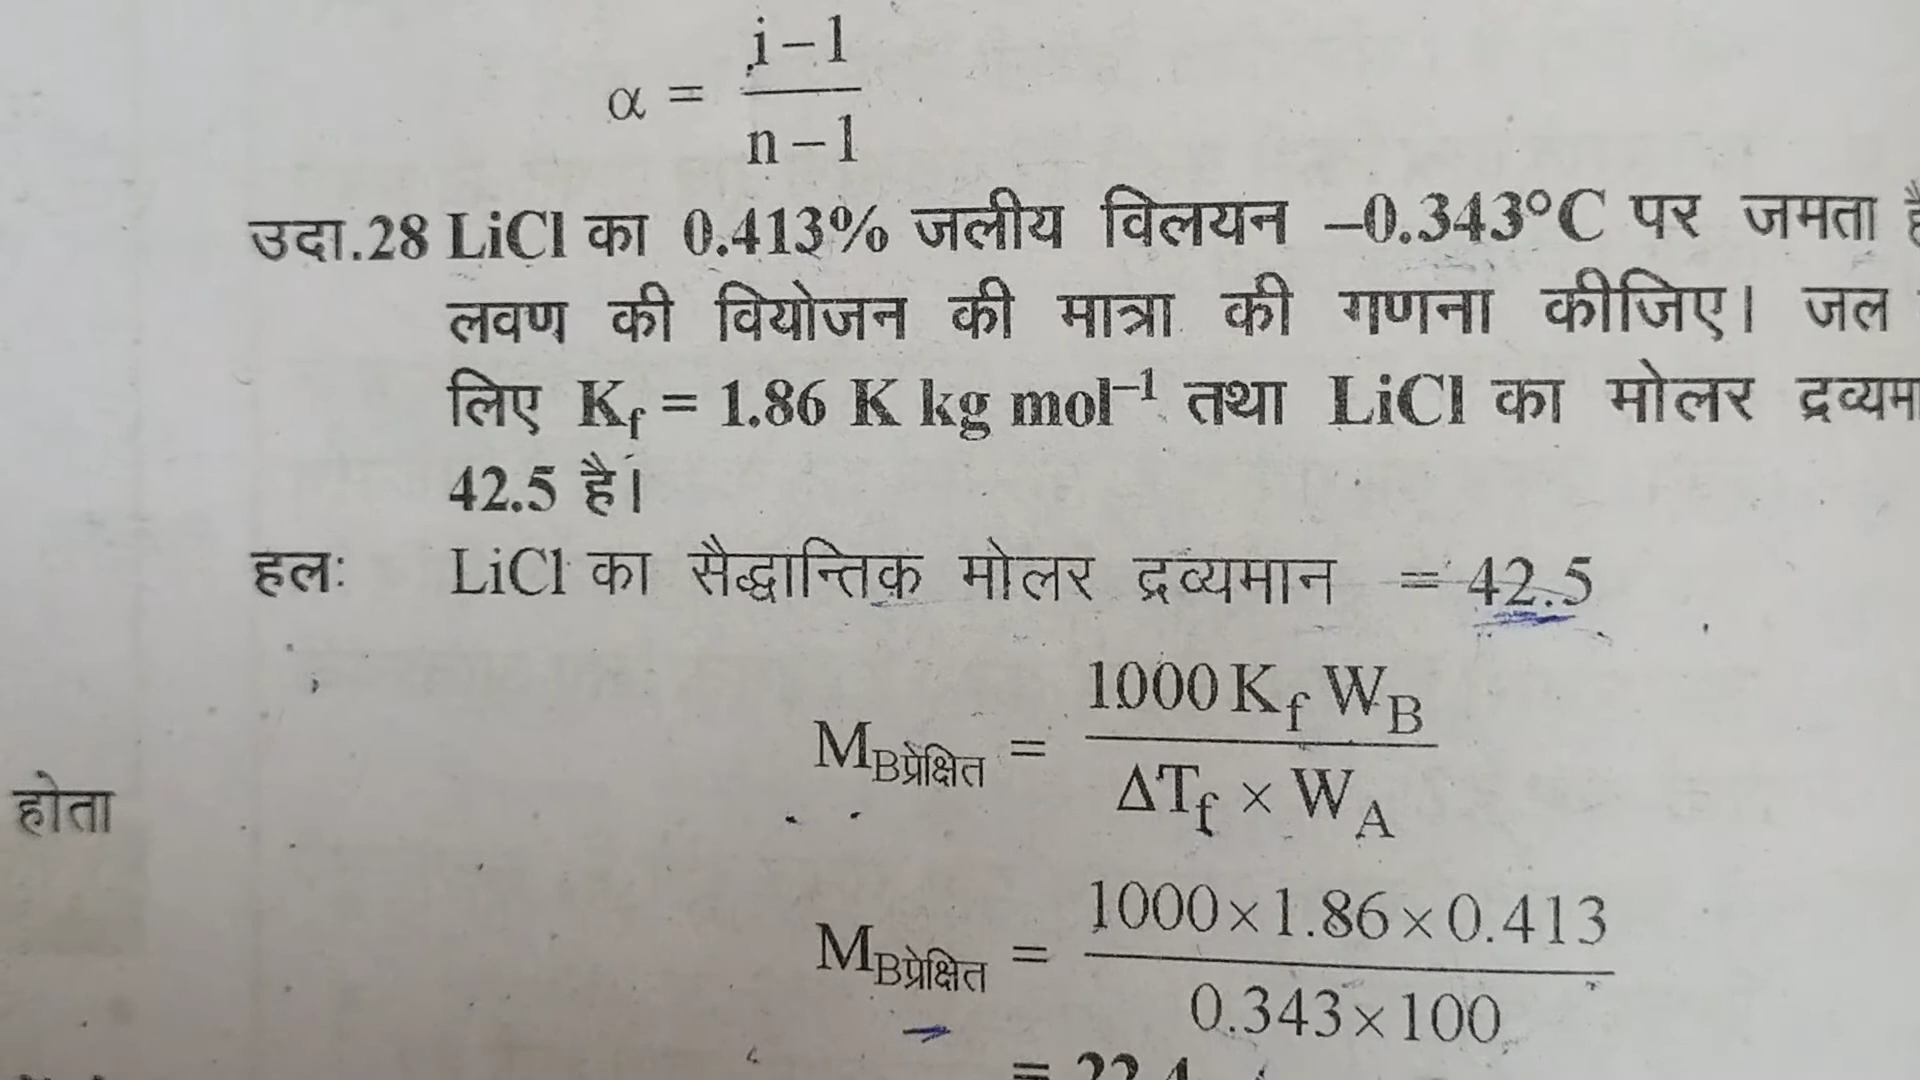 α = i – 1 / n – 1
उदा.28 LiCl का 0.413% जलीय विलयन –0.343°C पर जमता
लवण की वियोजन की मात्रा की गणना कीजिए। जल
लिए K_f = 1.86 K kg mol⁻¹ तथा LiCl का मोलर
42.5 है।
हलः LiCl का सैद्धान्तिक मोलर द्रव्यमान = 42.5
M_Bप्रेक्षित = 1000 K_f W_B / ΔT_f × W_A
होता
M_Bप्रेक्षित = 1000×1.86×0.413 / 0.343×100